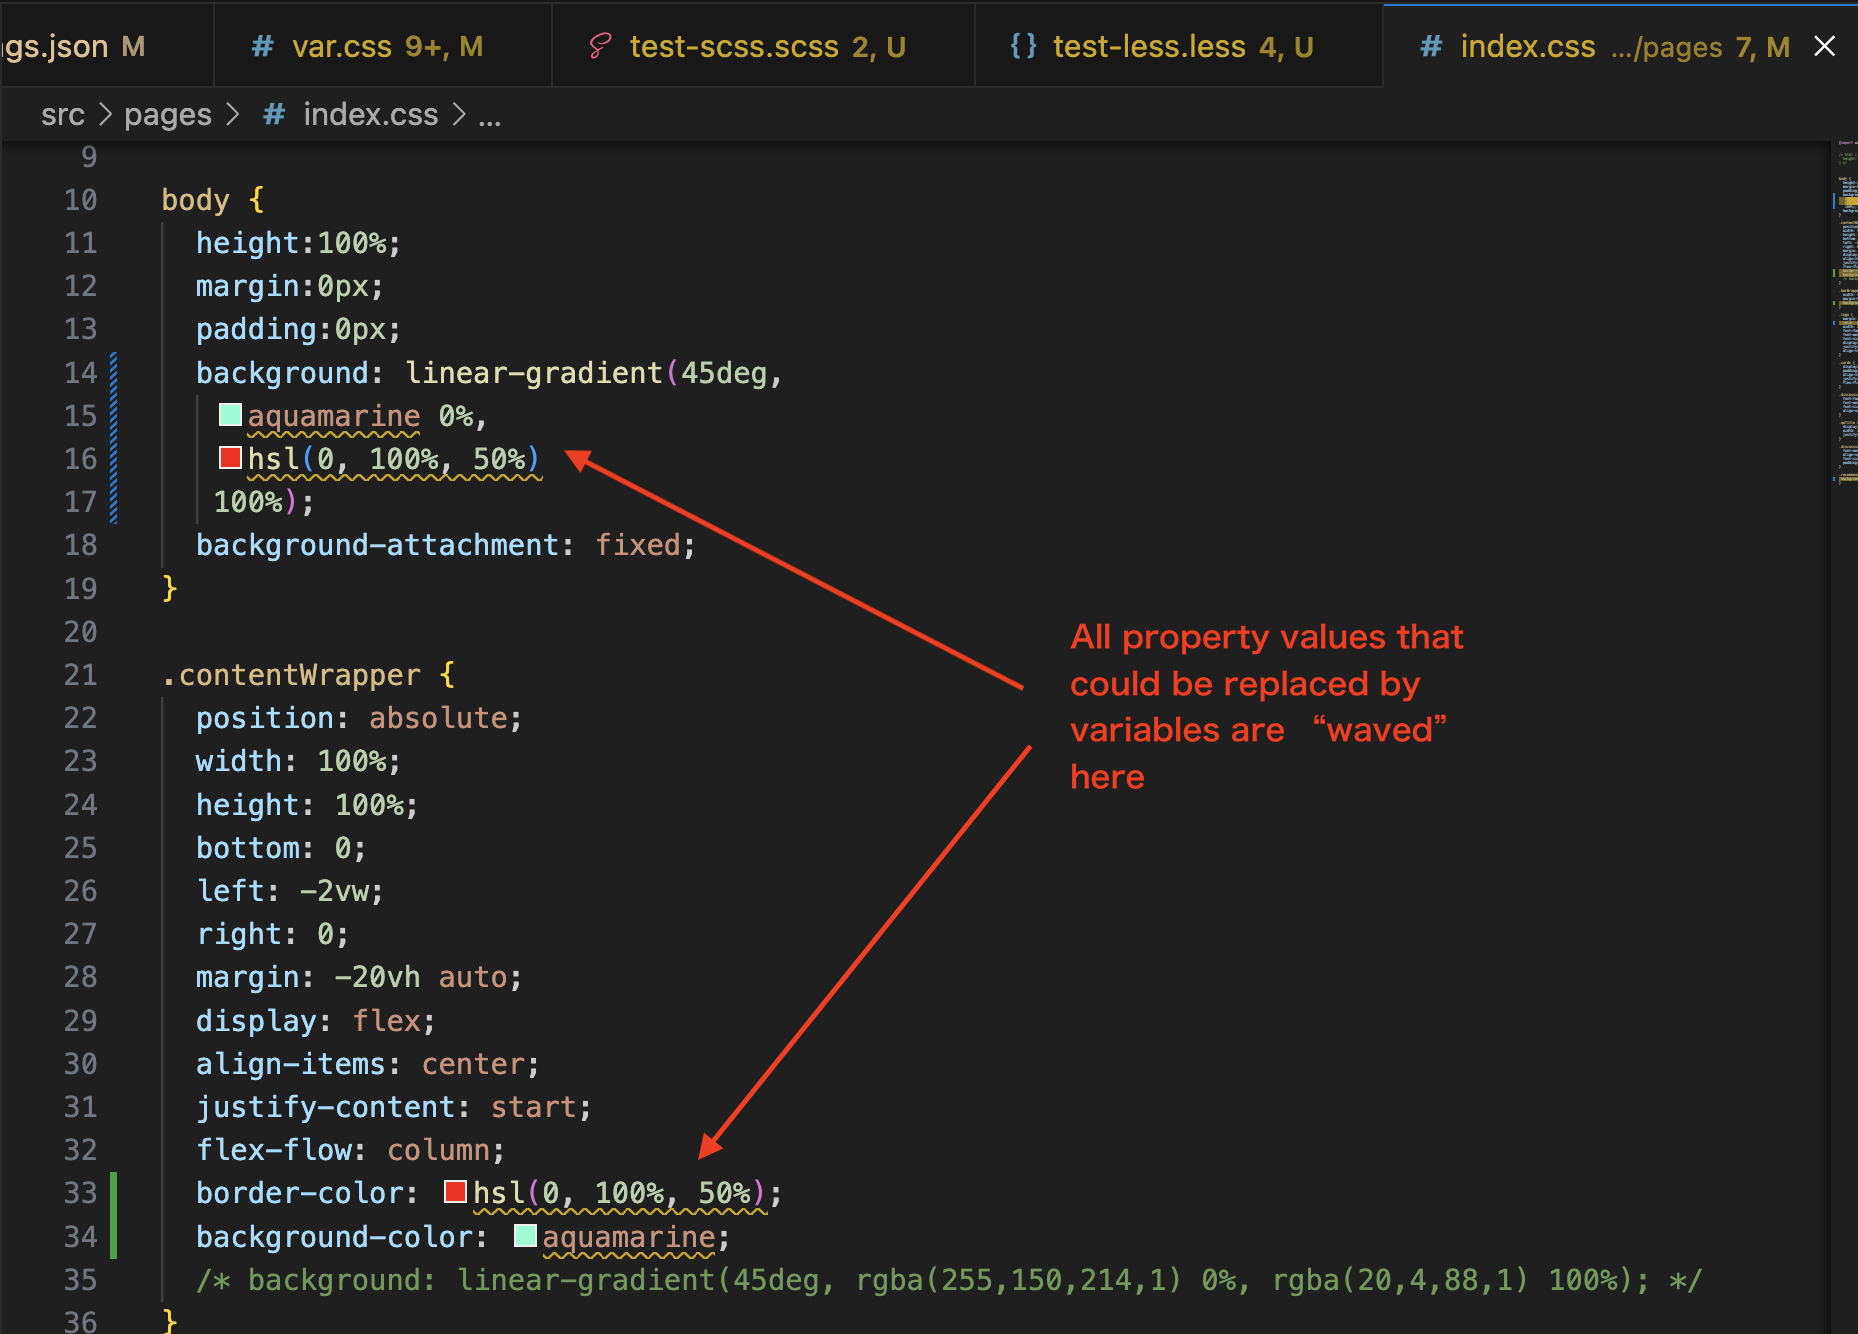 gs.json M
# var.css 9+, M
test-scss.scss 2, U
{} test-less.less 4, U
# index.css .../pages 7, M
src > pages > # index.css > ...
9
10 body {
11 height:100%;
12 margin:0px;
13 padding:0px;
14 background: linear-gradient(45deg,
15 aquamarine 0%,
16 hsl(0, 100%, 50%)
17 100%);
18 background-attachment: fixed;
19 }
20
21 .contentWrapper {
22 position: absolute;
23 width: 100%;
24 height: 100%;
25 bottom: 0;
26 left: -2vw;
27 right: 0;
28 margin: -20vh auto;
29 display: flex;
30 align-items: center;
31 justify-content: start;
32 flex-flow: column;
33 border-color: hsl(0, 100%, 50%);
34 background-color: aquamarine;
35 /* background: linear-gradient(45deg, rgba(255,150,214,1) 0%, rgba(20,4,88,1) 100%); */
36 }
All property values that
could be replaced by
variables are “waved”
here